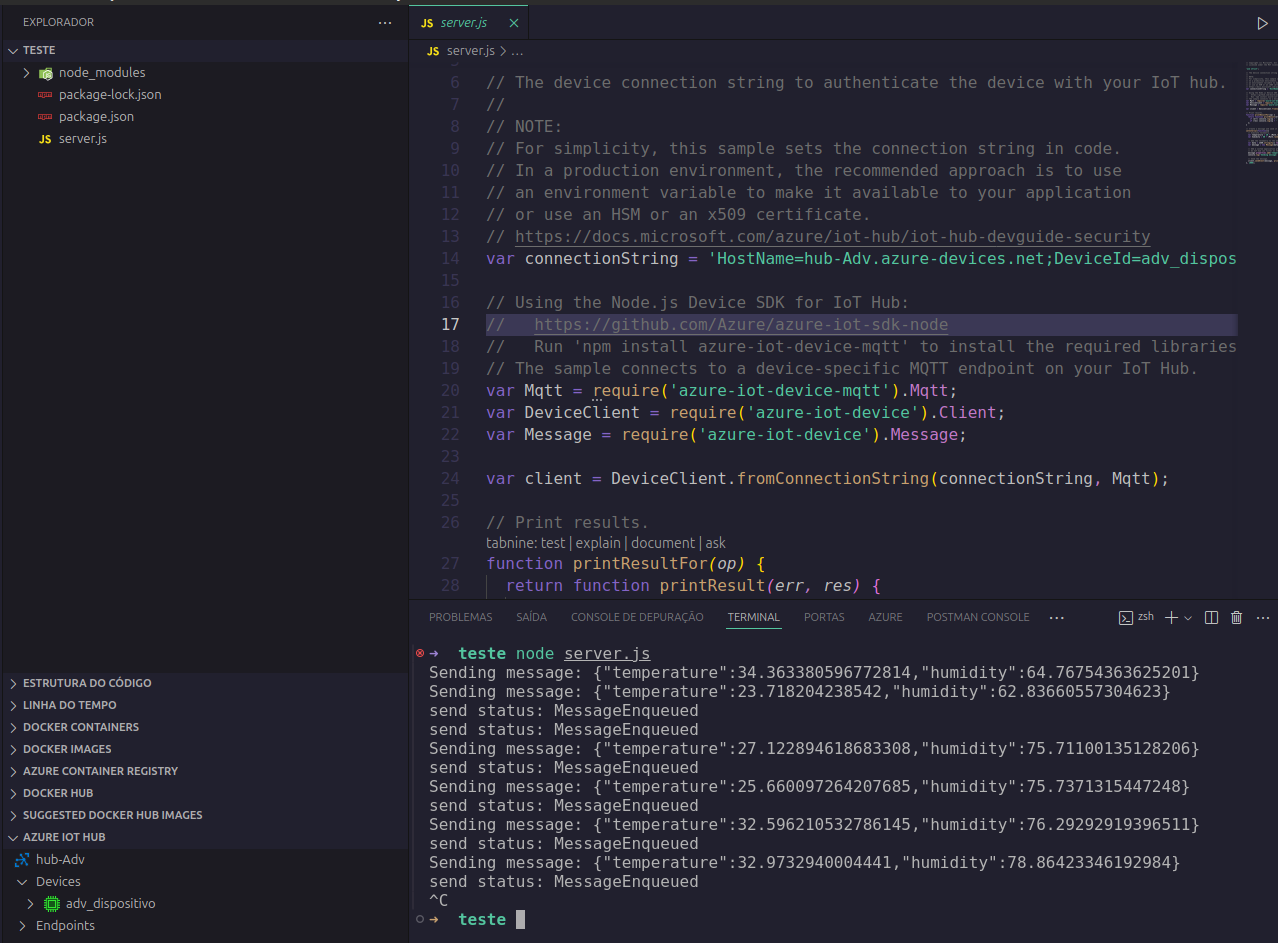 EXPLORADOR
TESTE
node_modules
package-lock.json
package.json
JS server.js
ESTRUTURA DO CÓDIGO
LINHA DO TEMPO
DOCKER CONTAINERS
DOCKER IMAGES
AZURE CONTAINER REGISTRY
DOCKER HUB
SUGGESTED DOCKER HUB IMAGES
AZURE IOT HUB
hub-Adv
Devices
adv_dispositivo
Endpoints
JS server.js
JS server.js > ...
6 // The device connection string to authenticate the device with your IoT hub.
7 //
8 // NOTE:
9 // For simplicity, this sample sets the connection string in code.
10 // In a production environment, the recommended approach is to use
11 // an environment variable to make it available to your application
12 // or use an HSM or an x509 certificate.
13 // https://docs.microsoft.com/azure/iot-hub/iot-hub-devguide-security
14 var connectionString = 'HostName=hub-Adv.azure-devices.net;DeviceId=adv_dispos
15
16 // Using the Node.js Device SDK for IoT Hub:
17 //   https://github.com/Azure/azure-iot-sdk-node
18 //   Run 'npm install azure-iot-device-mqtt' to install the required libraries
19 // The sample connects to a device-specific MQTT endpoint on your IoT Hub.
20 var Mqtt = require('azure-iot-device-mqtt').Mqtt;
21 var DeviceClient = require('azure-iot-device').Client;
22 var Message = require('azure-iot-device').Message;
23
24 var client = DeviceClient.fromConnectionString(connectionString, Mqtt);
25
26 // Print results.
tabnine: test | explain | document | ask
27 function printResultFor(op) {
28   return function printResult(err, res) {
PROBLEMAS SAÍDA CONSOLE DE DEPURAÇÃO TERMINAL PORTAS AZURE POSTMAN CONSOLE ... zsh
➜ teste node server.js
Sending message: {"temperature":34.363380596772814,"humidity":64.76754363625201}
Sending message: {"temperature":23.718204238542,"humidity":62.83660557304623}
send status: MessageEnqueued
send status: MessageEnqueued
Sending message: {"temperature":27.122894618683308,"humidity":75.71100135128206}
send status: MessageEnqueued
Sending message: {"temperature":25.660097264207685,"humidity":75.7371315447248}
send status: MessageEnqueued
Sending message: {"temperature":32.596210532786145,"humidity":76.29292919396511}
send status: MessageEnqueued
Sending message: {"temperature":32.9732940004441,"humidity":78.86423346192984}
send status: MessageEnqueued
^C
➜ teste